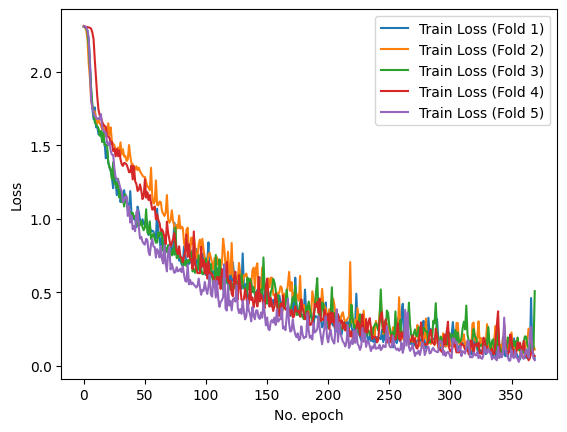 Train Loss (Fold 1)
Train Loss (Fold 2)
Train Loss (Fold 3)
Train Loss (Fold 4)
Train Loss (Fold 5)
2.0
1.5
1.0
0.5
0.0
Loss
0 50 100 150 200 250 300 350
No. epoch